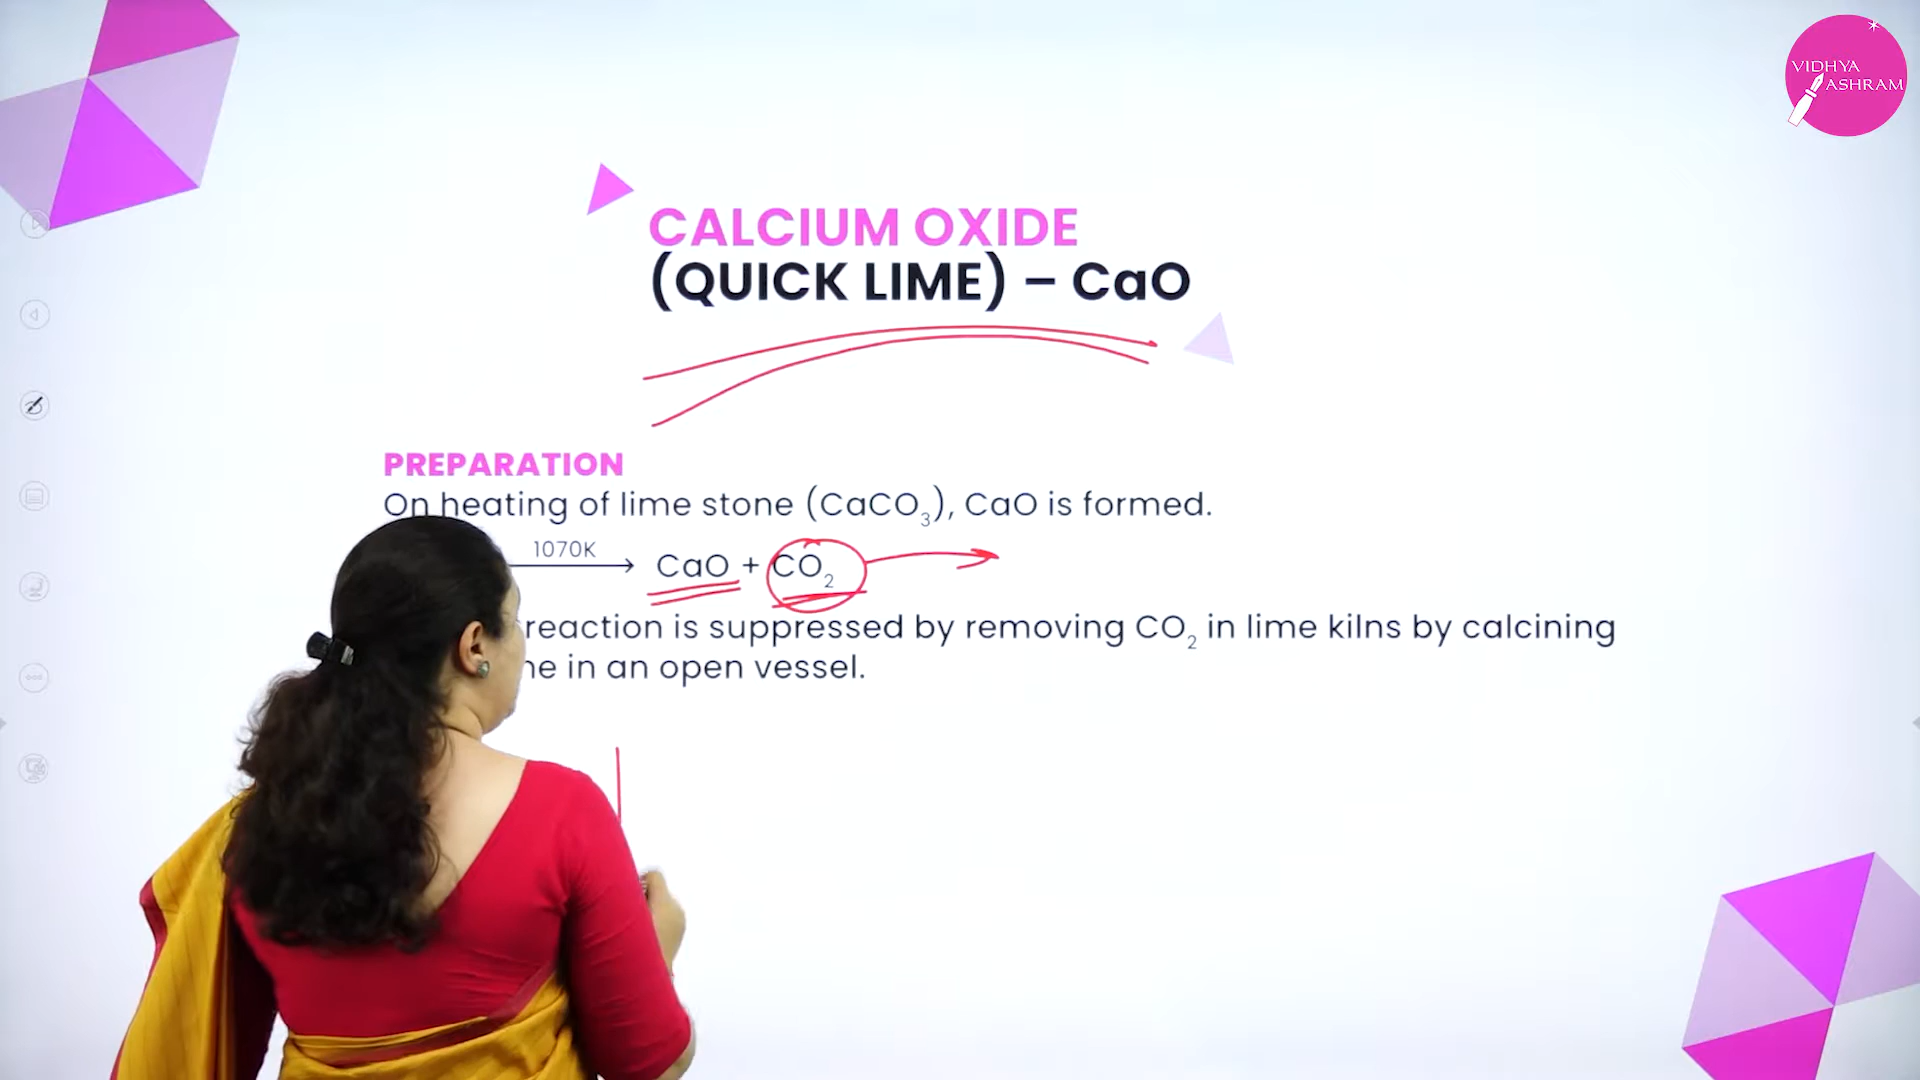 VIDHYA
ASHRAM
CALCIUM OXIDE
(QUICK LIME) – CaO
PREPARATION
On heating of lime stone (CaCO₃), CaO is formed.
1070K
CaO + CO₂
reaction is suppressed by removing CO₂ in lime kilns by calcining
in an open vessel.